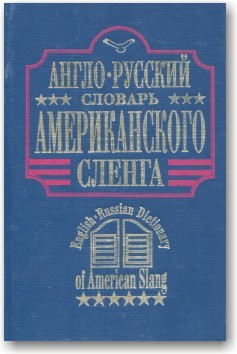 АНГЛО·РУССКИЙ
СЛОВАРЬ
АМЕРИКАНСКОГО
СЛЕНГА
English·Russian Dictionary
of American Slang